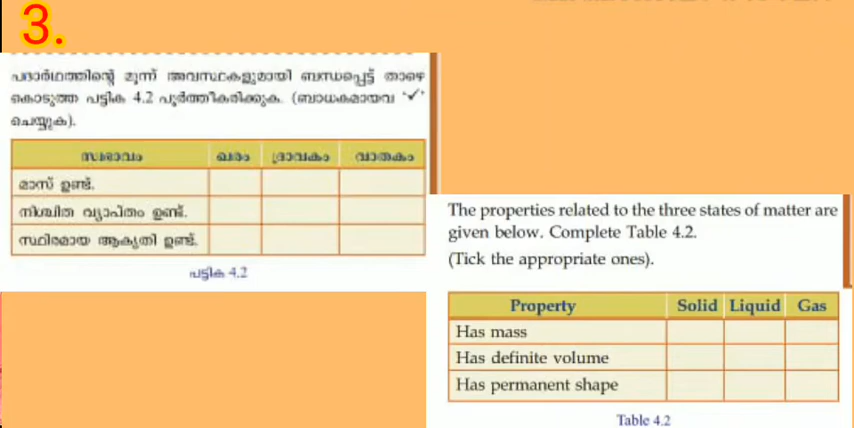 3.
പദാർഥത്തിന്റെ മൂന്ന് അവസ്ഥകളുമായി ബന്ധപ്പെട്ട് താഴെ
കൊടുത്ത പട്ടിക 4.2 പൂർത്തീകരിക്കുക. (ബാധകമായവ '✓'
ചെയ്യുക).
സ്വഭാവം ഖരം ദ്രാവകം വാതകം
മാസ് ഉണ്ട്.
നിശ്ചിത വ്യാപ്തം ഉണ്ട്.
സ്ഥിരമായ ആകൃതി ഉണ്ട്.
പട്ടിക 4.2
The properties related to the three states of matter are
given below. Complete Table 4.2.
(Tick the appropriate ones).
Property Solid Liquid Gas
Has mass
Has definite volume
Has permanent shape
Table 4.2